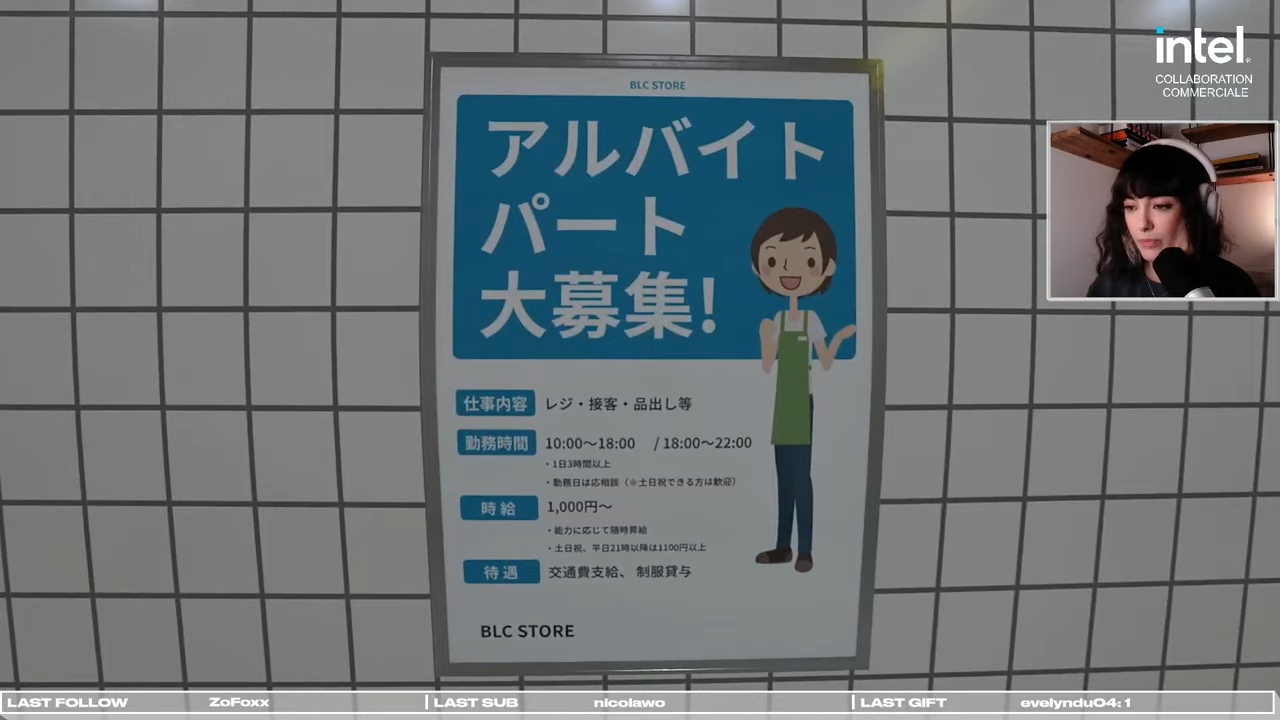 intel
COLLABORATION
COMMERCIALE
BLC STORE
アルバイト
パート
大募集!
仕事内容 レジ・接客・品出し等
勤務時間 10:00〜18:00 / 18:00〜22:00
・1日3時間以上
・勤務日は応相談（※土日祝できる方は歓迎）
時給 1,000円〜
・能力に応じて随時昇給
・土日祝、平日21時以降は1100円以上
待遇 交通費支給、制服貸与
BLC STORE
LAST FOLLOW ZoFoxx LAST SUB nicolawo LAST GIFT evelyndu04: 1